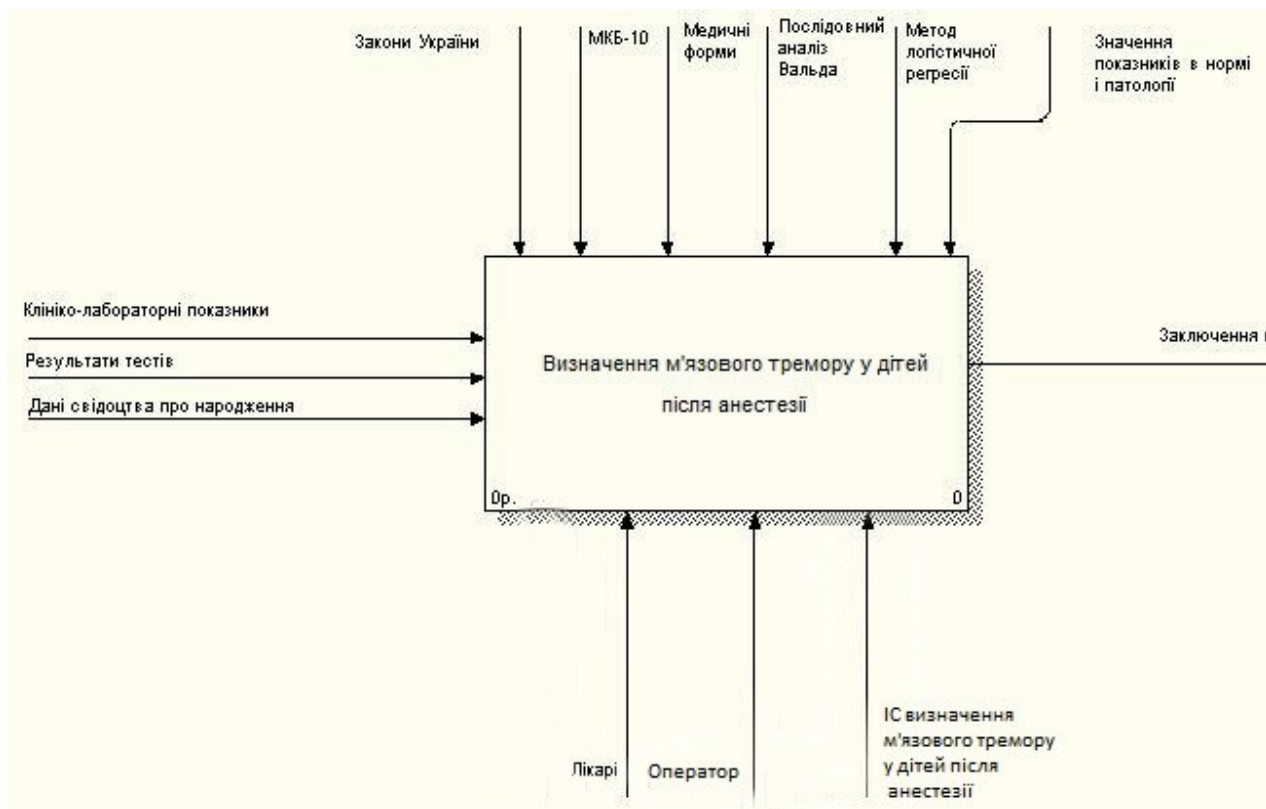 Закони України
МКБ-10
Медичні
форми
Послідовний
аналіз
Вальда
Метод
логістичної
регресії
Значення
показників в нормі
і патології
Клініко-лабораторні показники
Результати тестів
Дані свідоцтва про народження
Визначення м'язового тремору у дітей
після анестезії
0р.
0
Заключення
Лікарі
Оператор
ІС визначення
м'язового тремору
у дітей після
анестезії